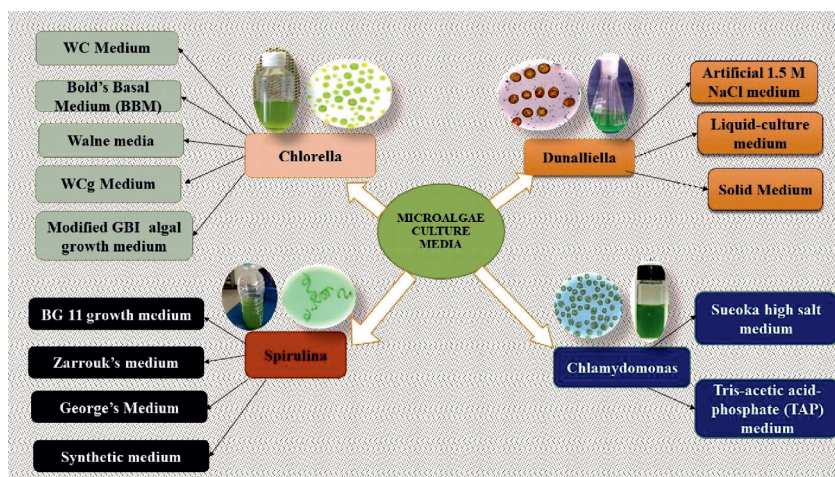 WC Medium
Bold's Basal
Medium (BBM)
Walne media
WCg Medium
Modified GBI algal
growth medium
Chlorella
Artificial 1.5 M
NaCl medium
Liquid-culture
medium
Solid Medium
Dunalliella
MICROALGAE
CULTURE
MEDIA
BG 11 growth medium
Zarrouk's medium
George's Medium
Synthetic medium
Spirulina
Sueoka high salt
medium
Tris-acetic acid-
phosphate (TAP)
medium
Chlamydomonas